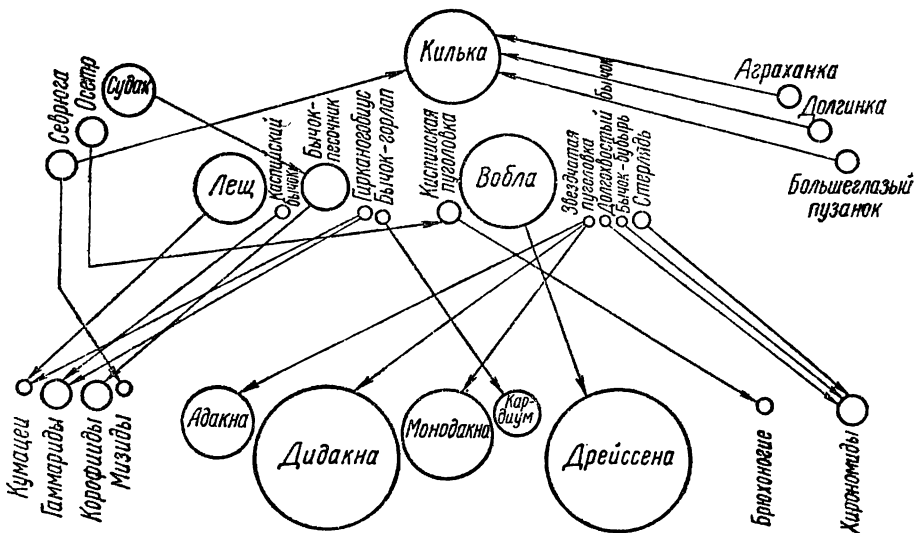 Килька
Аграханка
Долгинка
Большеглазый
пузанок
Севрюга
Осетр
Судак
Лещ
Каспийский
бычок
Бычок-
песочник
Гирканогобиус
Бычок-горлап
Каспийская
пуголовка
Вобла
Звездчатая
пуголовка
Долгохвостый
бычок
Бычок-бубырь
Стерлядь
Кумацеи
Гаммариды
Корофииды
Мизиды
Адакна
Дидакна
Монодакна
Кар-
диум
Дрейссена
Брюхоногие
Хирономиды